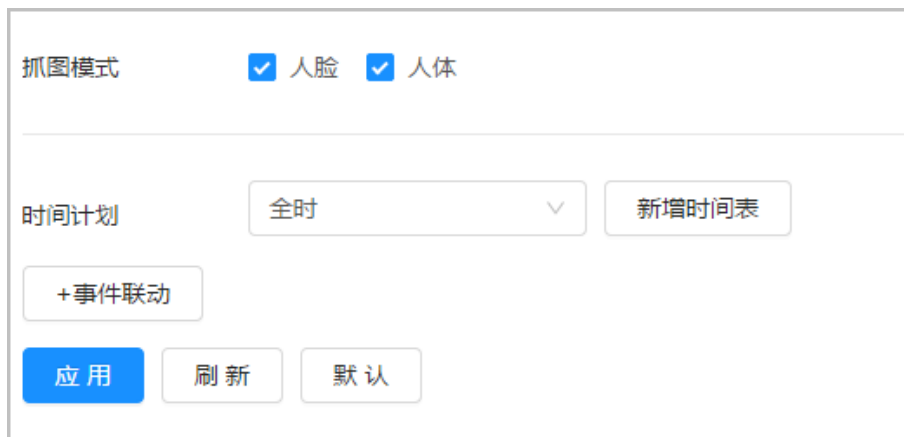 抓图模式 人脸 人体
时间计划 全时 新增时间表
+事件联动
应用 刷新 默认